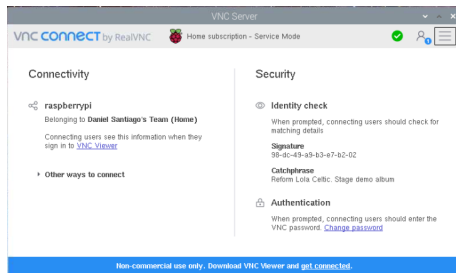 VNC Server
VNC CONNECT by RealVNC
Home subscription - Service Mode
Connectivity
raspberrypi
Belonging to Daniel Santiago's Team (Home)
Connecting users see this information when they
sign in to VNC Viewer
Other ways to connect
Security
Identity check
When prompted, connecting users should check for
matching details
Signature
98-dc-49-a9-b3-e7-b2-02
Catchphrase
Reform Lola Celtic. Stage demo album
Authentication
When prompted, connecting users should enter the
VNC password. Change password
Non-commercial use only. Download VNC Viewer and get connected.